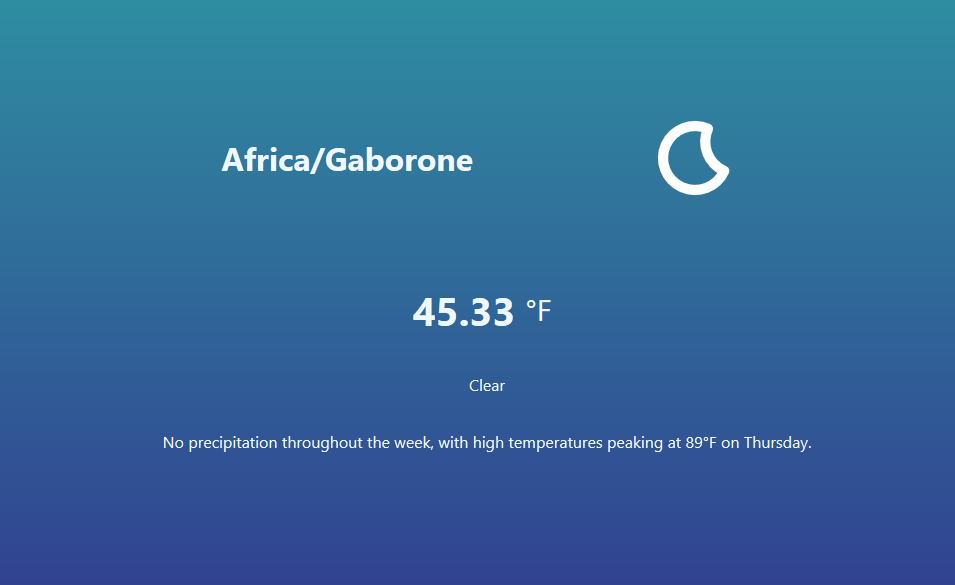 Africa/Gaborone
45.33 °F
Clear
No precipitation throughout the week, with high temperatures peaking at 89°F on Thursday.